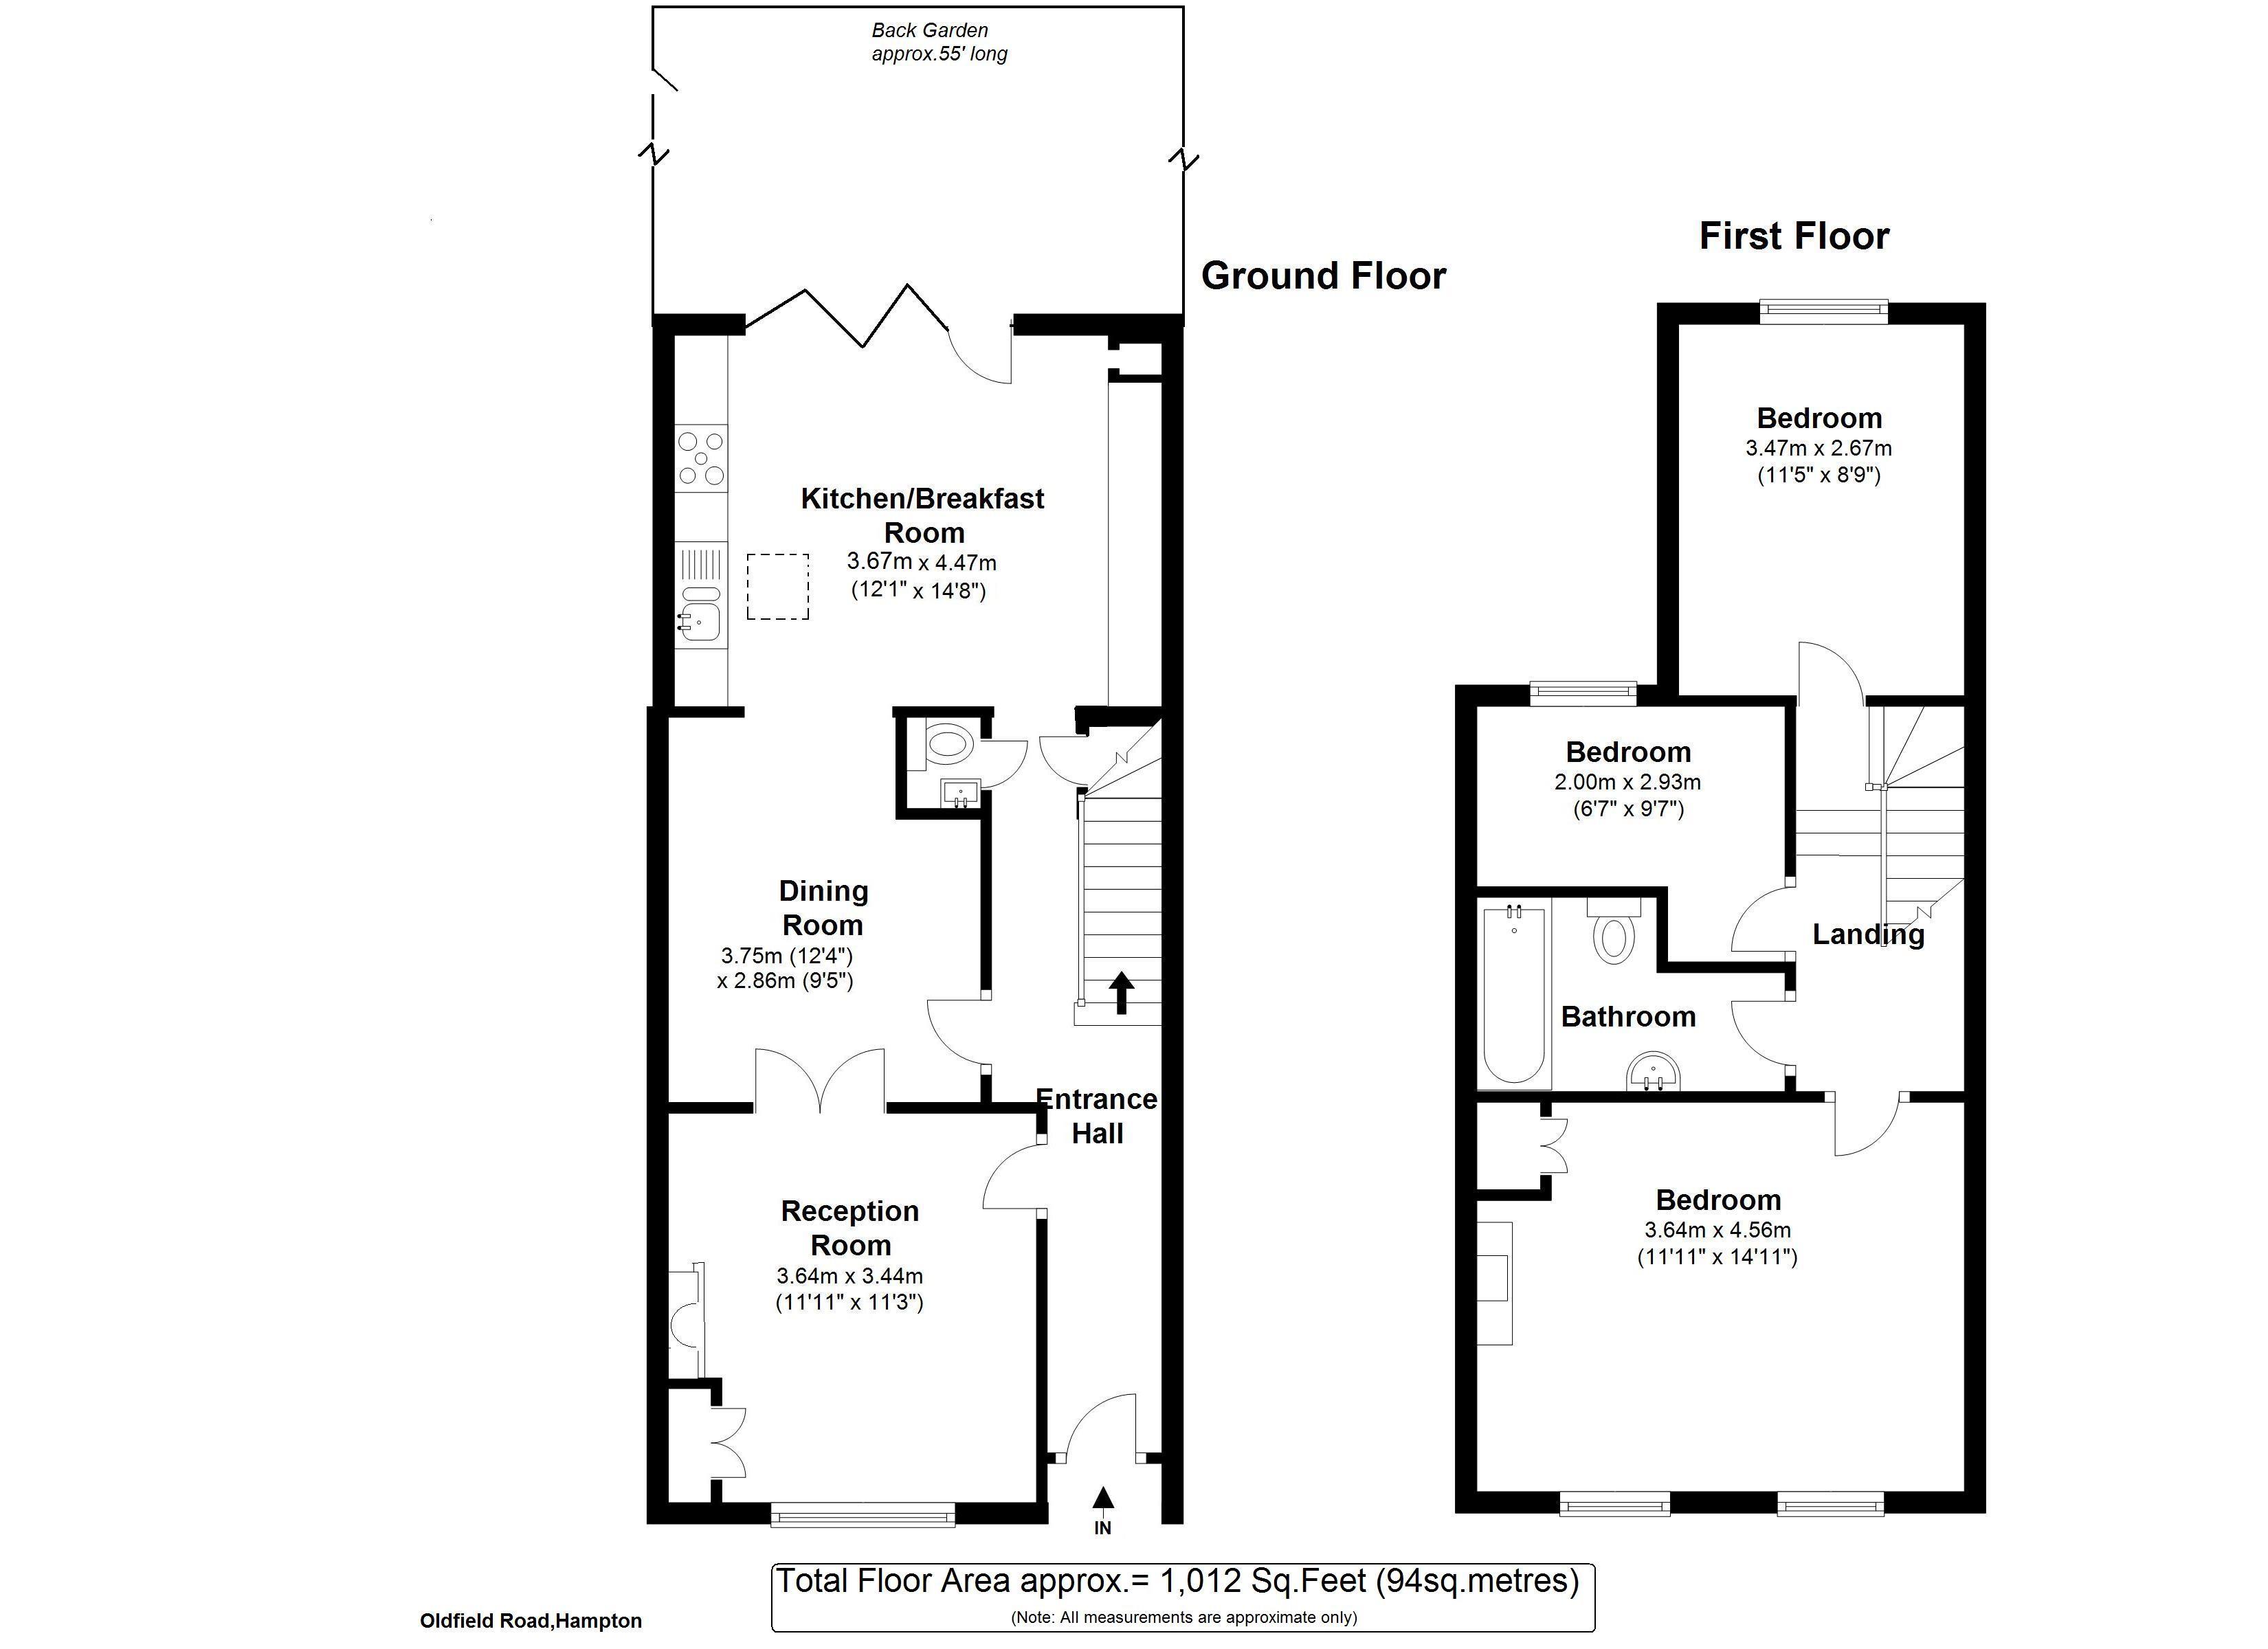 Back Garden
approx.55' long
Ground Floor
Kitchen/Breakfast
Room
3.67m x 4.47m
(12'1" x 14'8")
Dining
Room
3.75m (12'4")
x 2.86m (9'5")
Entrance
Hall
Reception
Room
3.64m x 3.44m
(11'11" x 11'3")
IN
First Floor
Bedroom
3.47m x 2.67m
(11'5" x 8'9")
Bedroom
2.00m x 2.93m
(6'7" x 9'7")
Landing
Bathroom
Bedroom
3.64m x 4.56m
(11'11" x 14'11")
Total Floor Area approx.= 1,012 Sq.Feet (94sq.metres)
(Note: All measurements are approximate only)
Oldfield Road,Hampton